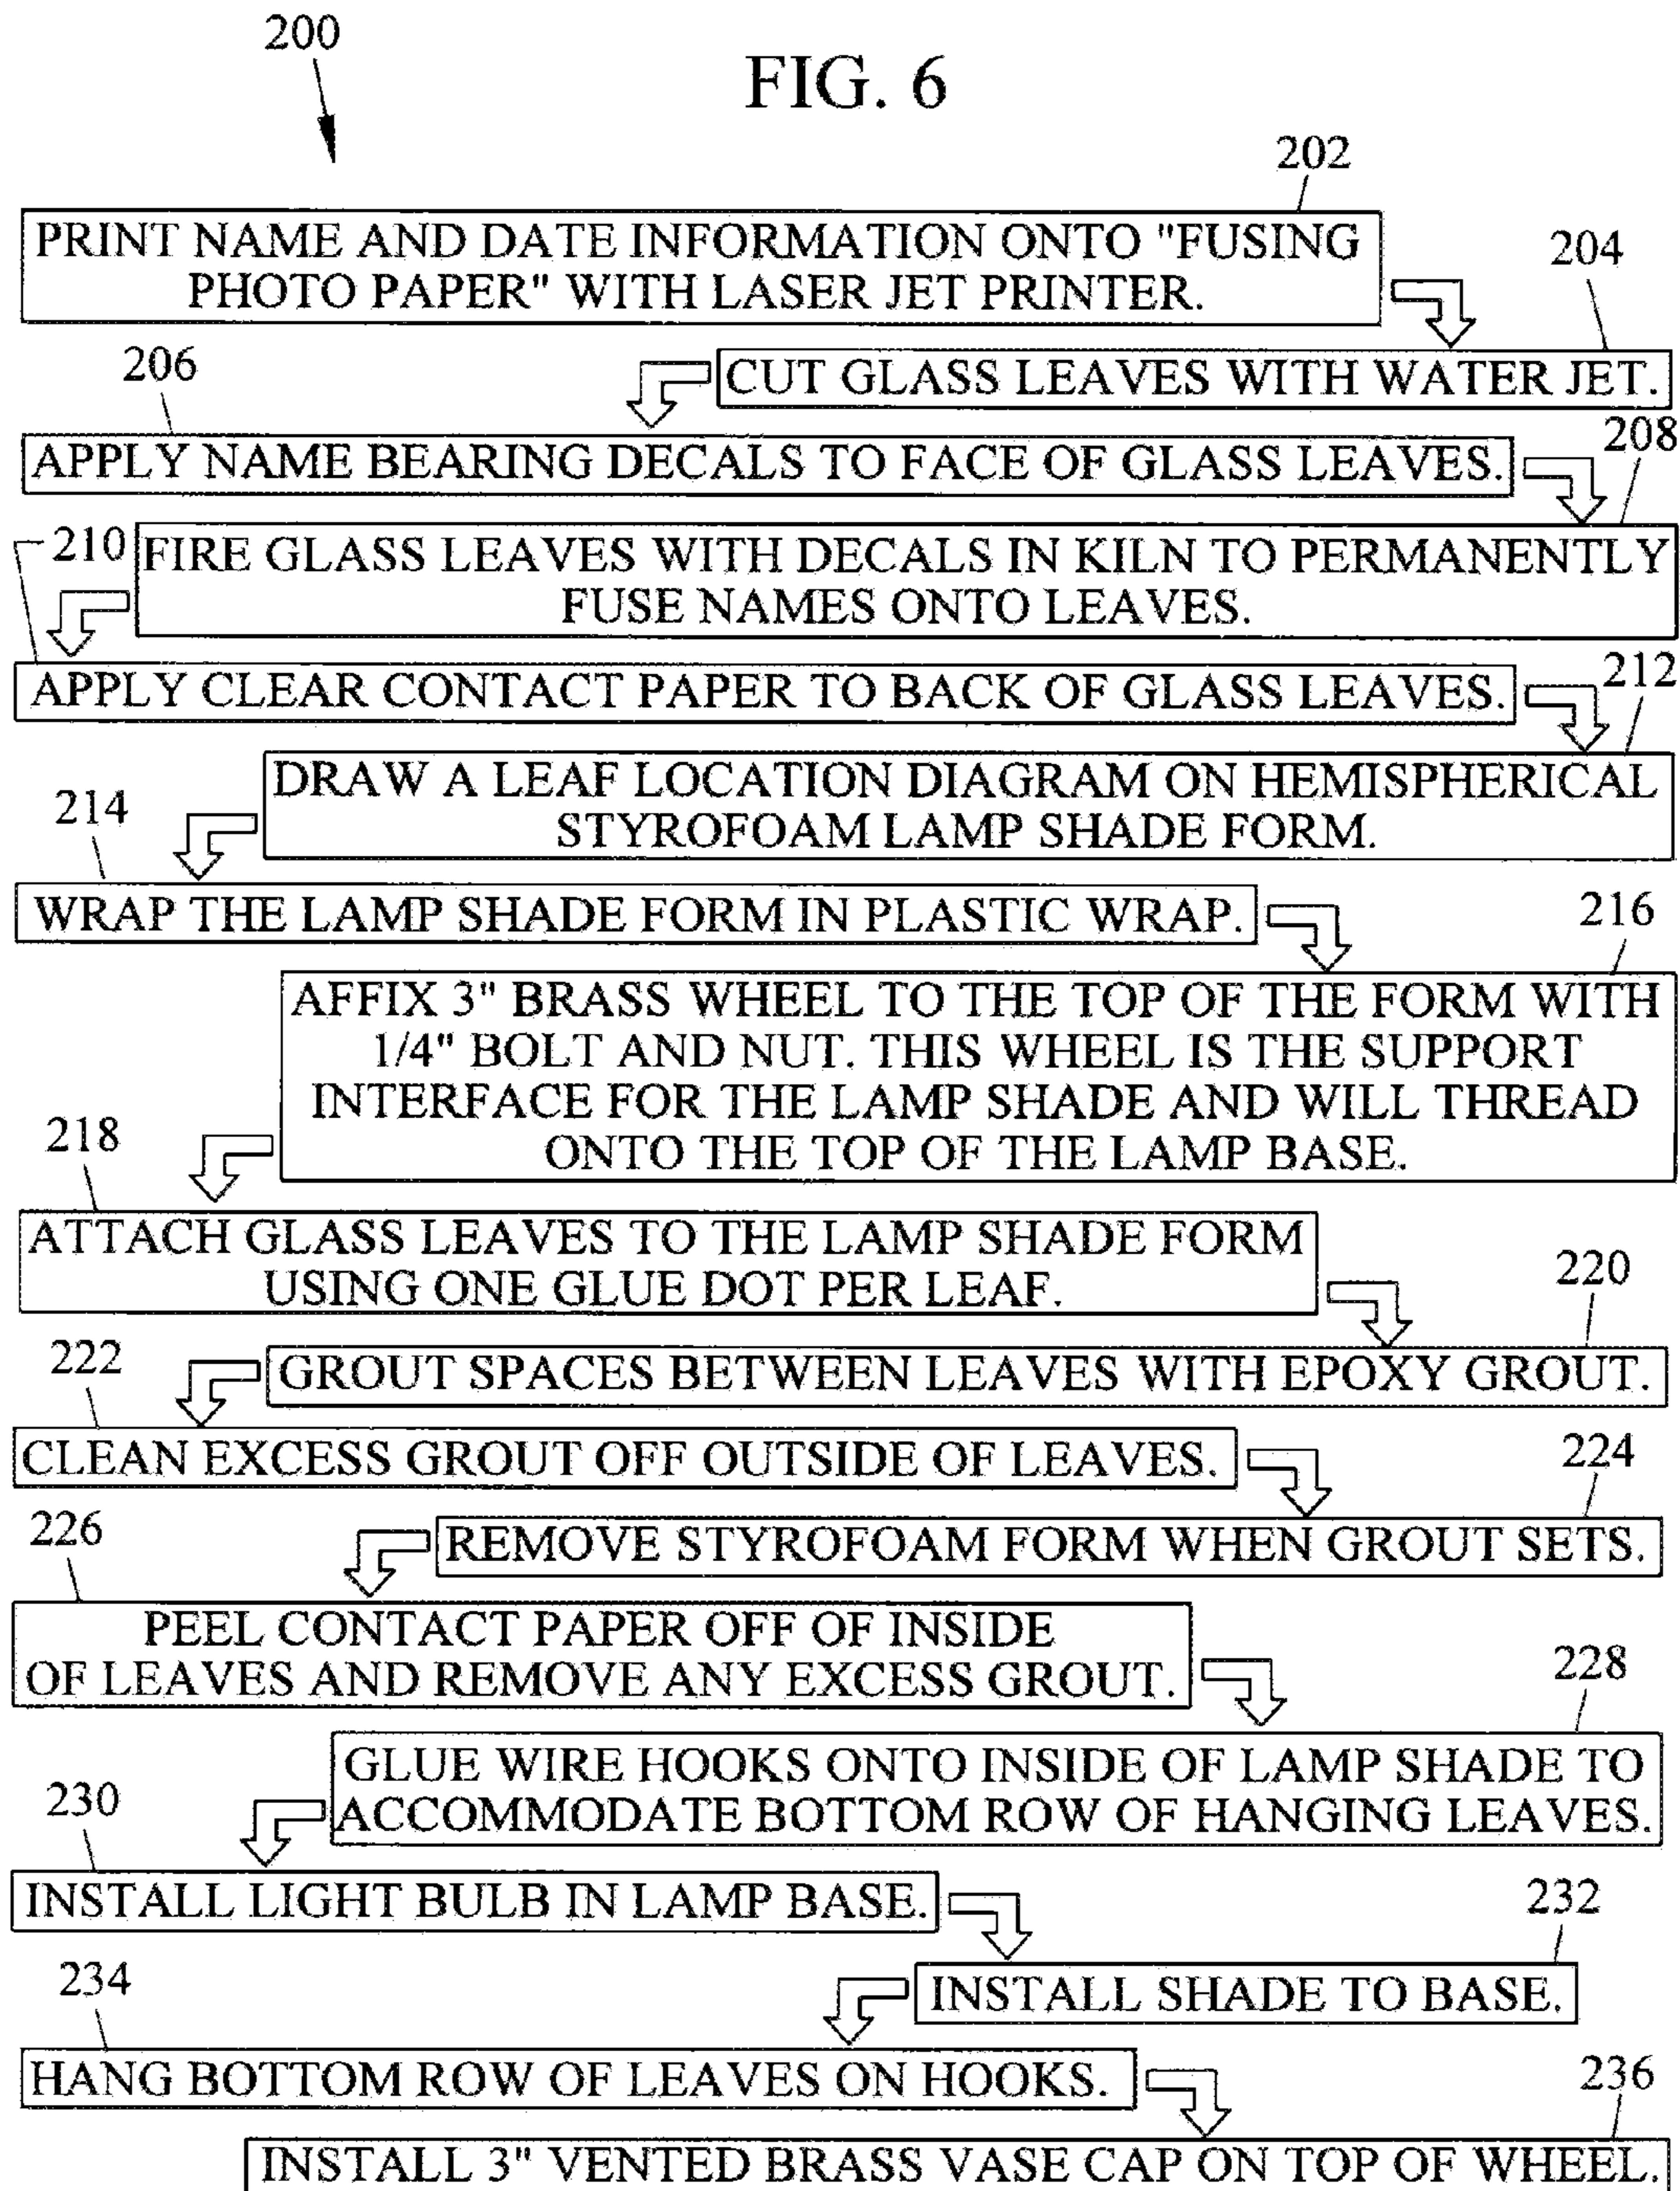 200
FIG. 6
202
PRINT NAME AND DATE INFORMATION ONTO "FUSING
PHOTO PAPER" WITH LASER JET PRINTER.
204
CUT GLASS LEAVES WITH WATER JET.
206
APPLY NAME BEARING DECALS TO FACE OF GLASS LEAVES.
208
FIRE GLASS LEAVES WITH DECALS IN KILN TO PERMANENTLY
FUSE NAMES ONTO LEAVES.
210
APPLY CLEAR CONTACT PAPER TO BACK OF GLASS LEAVES.
212
DRAW A LEAF LOCATION DIAGRAM ON HEMISPHERICAL
STYROFOAM LAMP SHADE FORM.
214
WRAP THE LAMP SHADE FORM IN PLASTIC WRAP.
216
AFFIX 3" BRASS WHEEL TO THE TOP OF THE FORM WITH
1/4" BOLT AND NUT. THIS WHEEL IS THE SUPPORT
INTERFACE FOR THE LAMP SHADE AND WILL THREAD
ONTO THE TOP OF THE LAMP BASE.
218
ATTACH GLASS LEAVES TO THE LAMP SHADE FORM
USING ONE GLUE DOT PER LEAF.
220
GROUT SPACES BETWEEN LEAVES WITH EPOXY GROUT.
222
CLEAN EXCESS GROUT OFF OUTSIDE OF LEAVES.
224
REMOVE STYROFOAM FORM WHEN GROUT SETS.
226
PEEL CONTACT PAPER OFF OF INSIDE
OF LEAVES AND REMOVE ANY EXCESS GROUT.
228
GLUE WIRE HOOKS ONTO INSIDE OF LAMP SHADE TO
ACCOMMODATE BOTTOM ROW OF HANGING LEAVES.
230
INSTALL LIGHT BULB IN LAMP BASE.
232
INSTALL SHADE TO BASE.
234
HANG BOTTOM ROW OF LEAVES ON HOOKS.
236
INSTALL 3" VENTED BRASS VASE CAP ON TOP OF WHEEL.